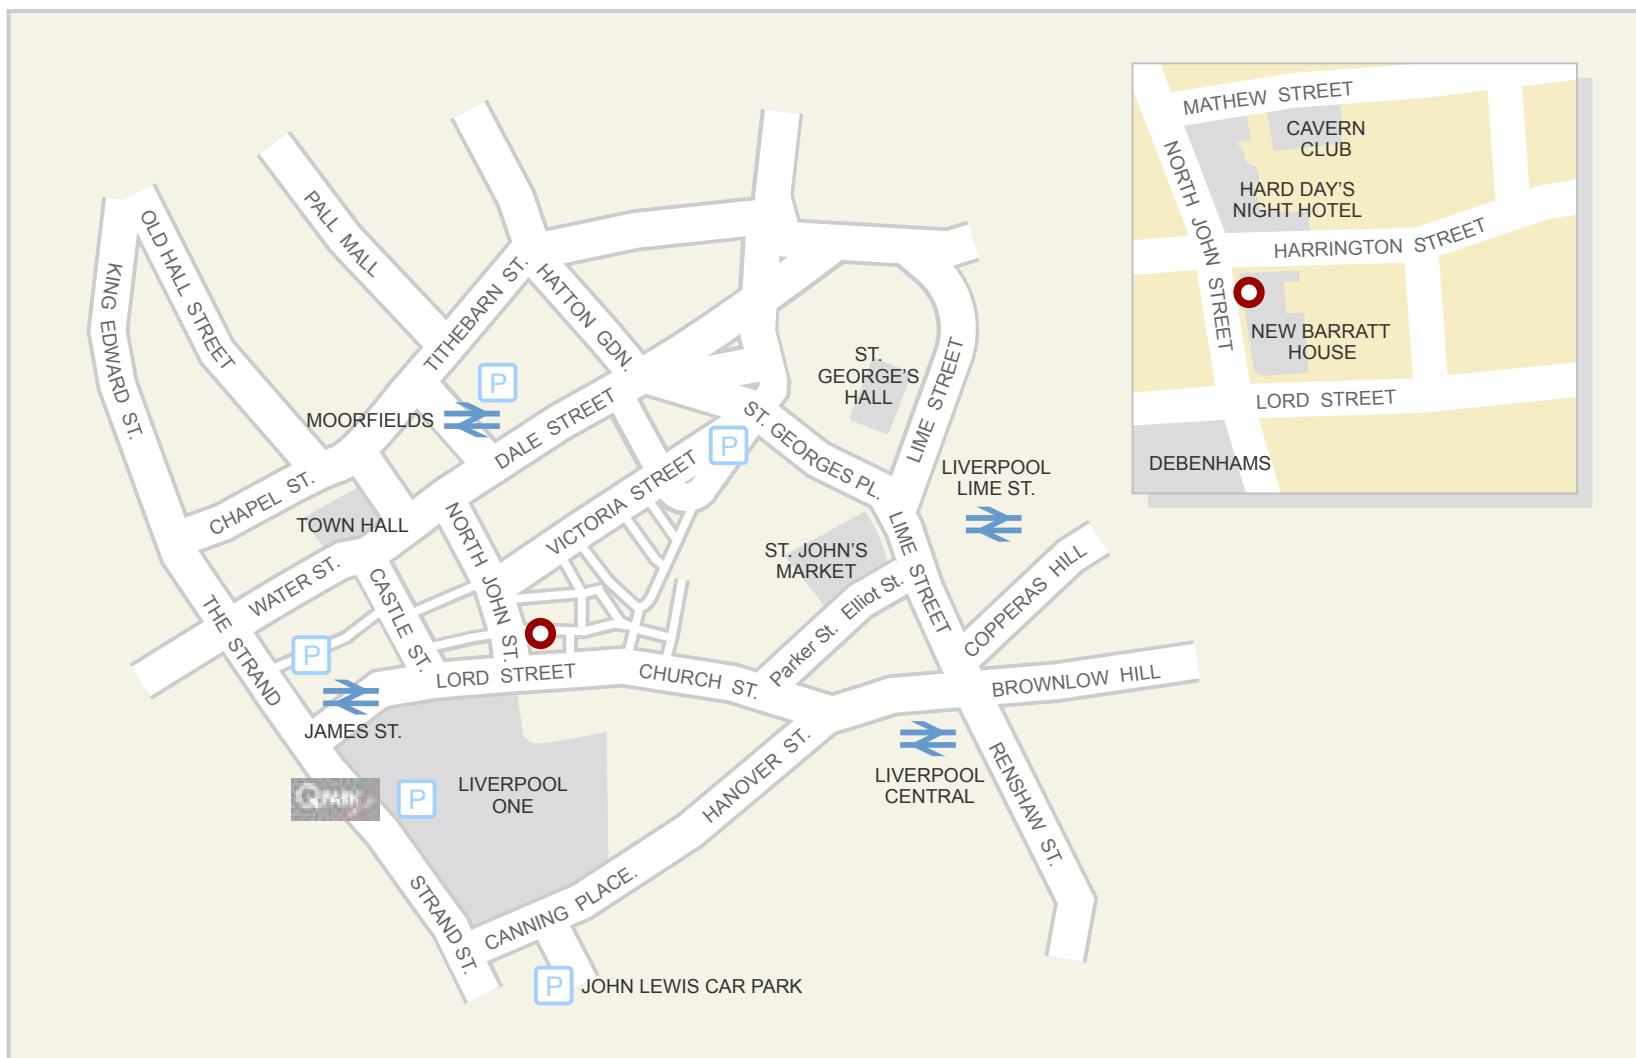 MATHEW STREET
CAVERN
CLUB
NORTH JOHN STREET
HARD DAY'S
NIGHT HOTEL
HARRINGTON STREET
NEW BARRATT
HOUSE
LORD STREET
DEBENHAMS
PALL MALL
OLD HALL STREET
KING EDWARD ST.
TITHEBARN ST.
HATTON GDN.
P
MOORFIELDS
DALE STREET
ST.
GEORGE'S
HALL
LIME STREET
ST. GEORGES PL.
P
VICTORIA STREET
LIVERPOOL
LIME ST.
CHAPEL ST.
TOWN HALL
NORTH JOHN ST.
LIME STREET
ST. JOHN'S
MARKET
Elliot St.
Parker St.
COPPERAS HILL
WATER ST.
CASTLE ST.
THE STRAND
P
LORD STREET
CHURCH ST.
BROWNLOW HILL
JAMES ST.
HANOVER ST.
LIVERPOOL
CENTRAL
RENSHAW ST.
Q PARK
P
LIVERPOOL
ONE
STRAND ST.
CANNING PLACE.
P
JOHN LEWIS CAR PARK